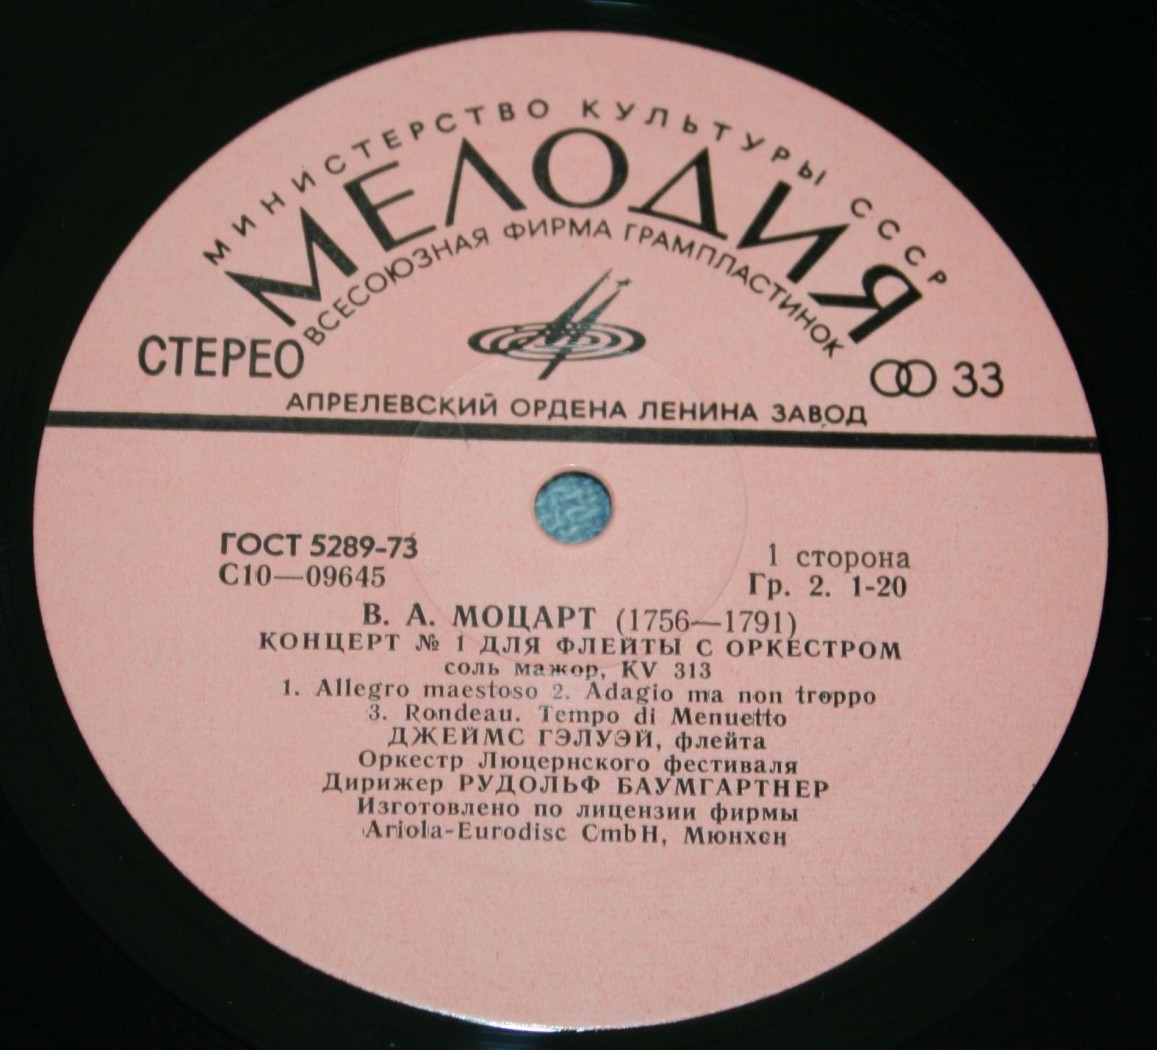 МИНИСТЕРСТВО КУЛЬТУРЫ СССР
МЕЛОДИЯ
ВСЕСОЮЗНАЯ ФИРМА ГРАМПЛАСТИНОК
СТЕРЕО
33
АПРЕЛЕВСКИЙ ОРДЕНА ЛЕНИНА ЗАВОД
ГОСТ 5289-73
С10—09645
1 сторона
Гр. 2. 1-20
В. А. МОЦАРТ (1756—1791)
КОНЦЕРТ № 1 ДЛЯ ФЛЕЙТЫ С ОРКЕСТРОМ
соль мажор, KV 313
1. Allegro maestoso 2. Adagio ma non troppo
3. Rondeau. Tempo di Menuetto
ДЖЕЙМС ГЭЛУЭЙ, флейта
Оркестр Люцернского фестиваля
Дирижер РУДОЛЬФ БАУМГАРТНЕР
Изготовлено по лицензии фирмы
Ariola-Eurodisc CmbH, Мюнхен